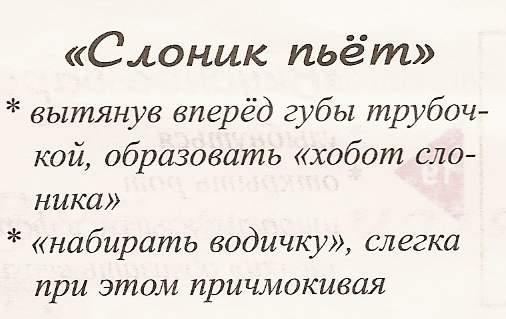 «Слоник пьёт»
* вытянув вперёд губы трубоч-
кой, образовать «хобот сло-
ника»
* «набирать водичку», слегка
при этом причмокивая